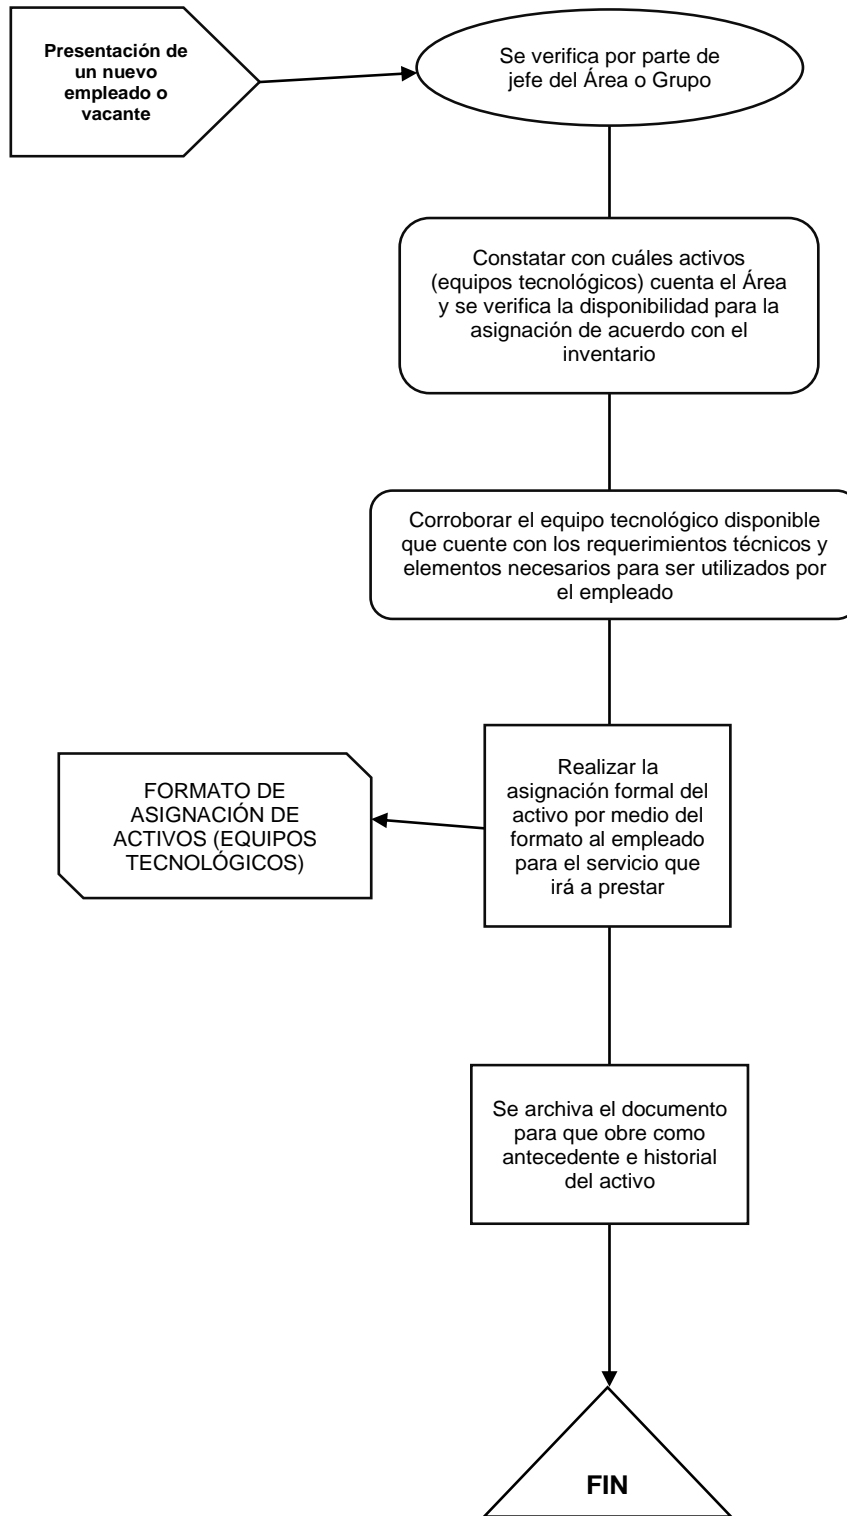 Presentación de
un nuevo
empleado o
vacante
Se verifica por parte de
jefe del Área o Grupo
Constatar con cuáles activos
(equipos tecnológicos) cuenta el Área
y se verifica la disponibilidad para la
asignación de acuerdo con el
inventario
Corroborar el equipo tecnológico disponible
que cuente con los requerimientos técnicos y
elementos necesarios para ser utilizados por
el empleado
Realizar la
asignación formal del
activo por medio del
formato al empleado
para el servicio que
irá a prestar
FORMATO DE
ASIGNACIÓN DE
ACTIVOS (EQUIPOS
TECNOLÓGICOS)
Se archiva el documento
para que obre como
antecedente e historial
del activo
FIN